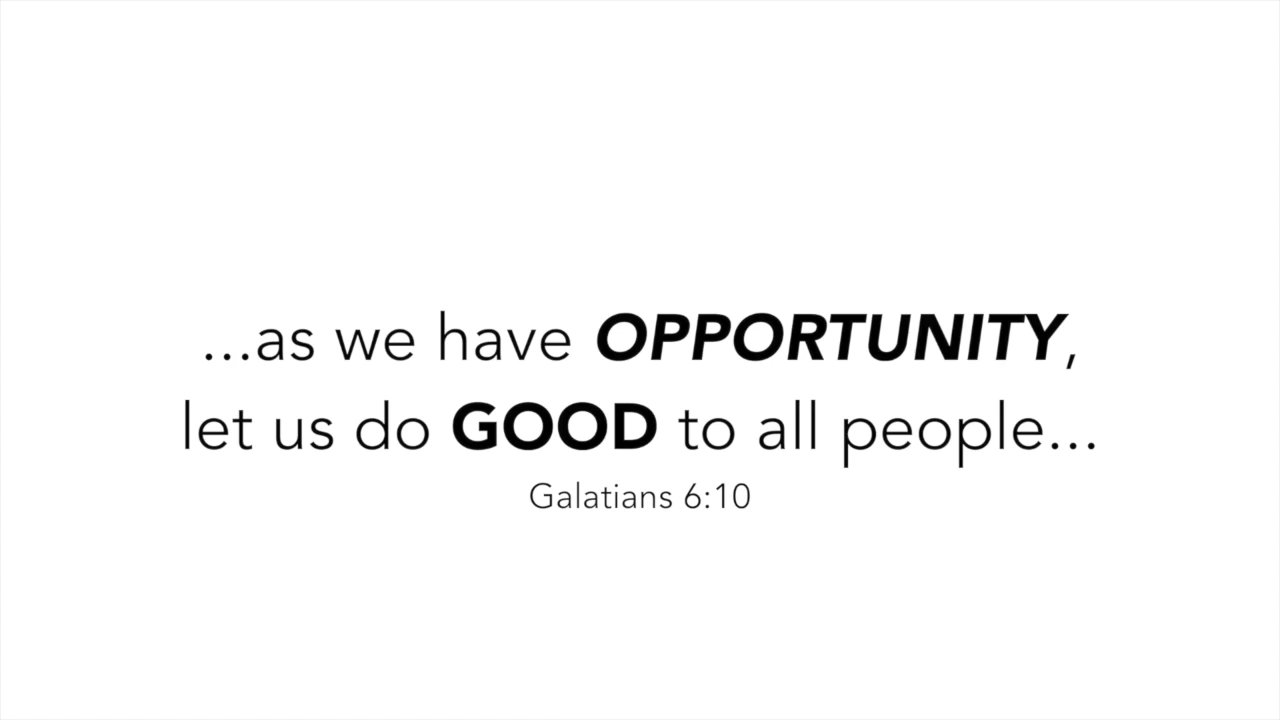 ...as we have OPPORTUNITY,
let us do GOOD to all people...
Galatians 6:10